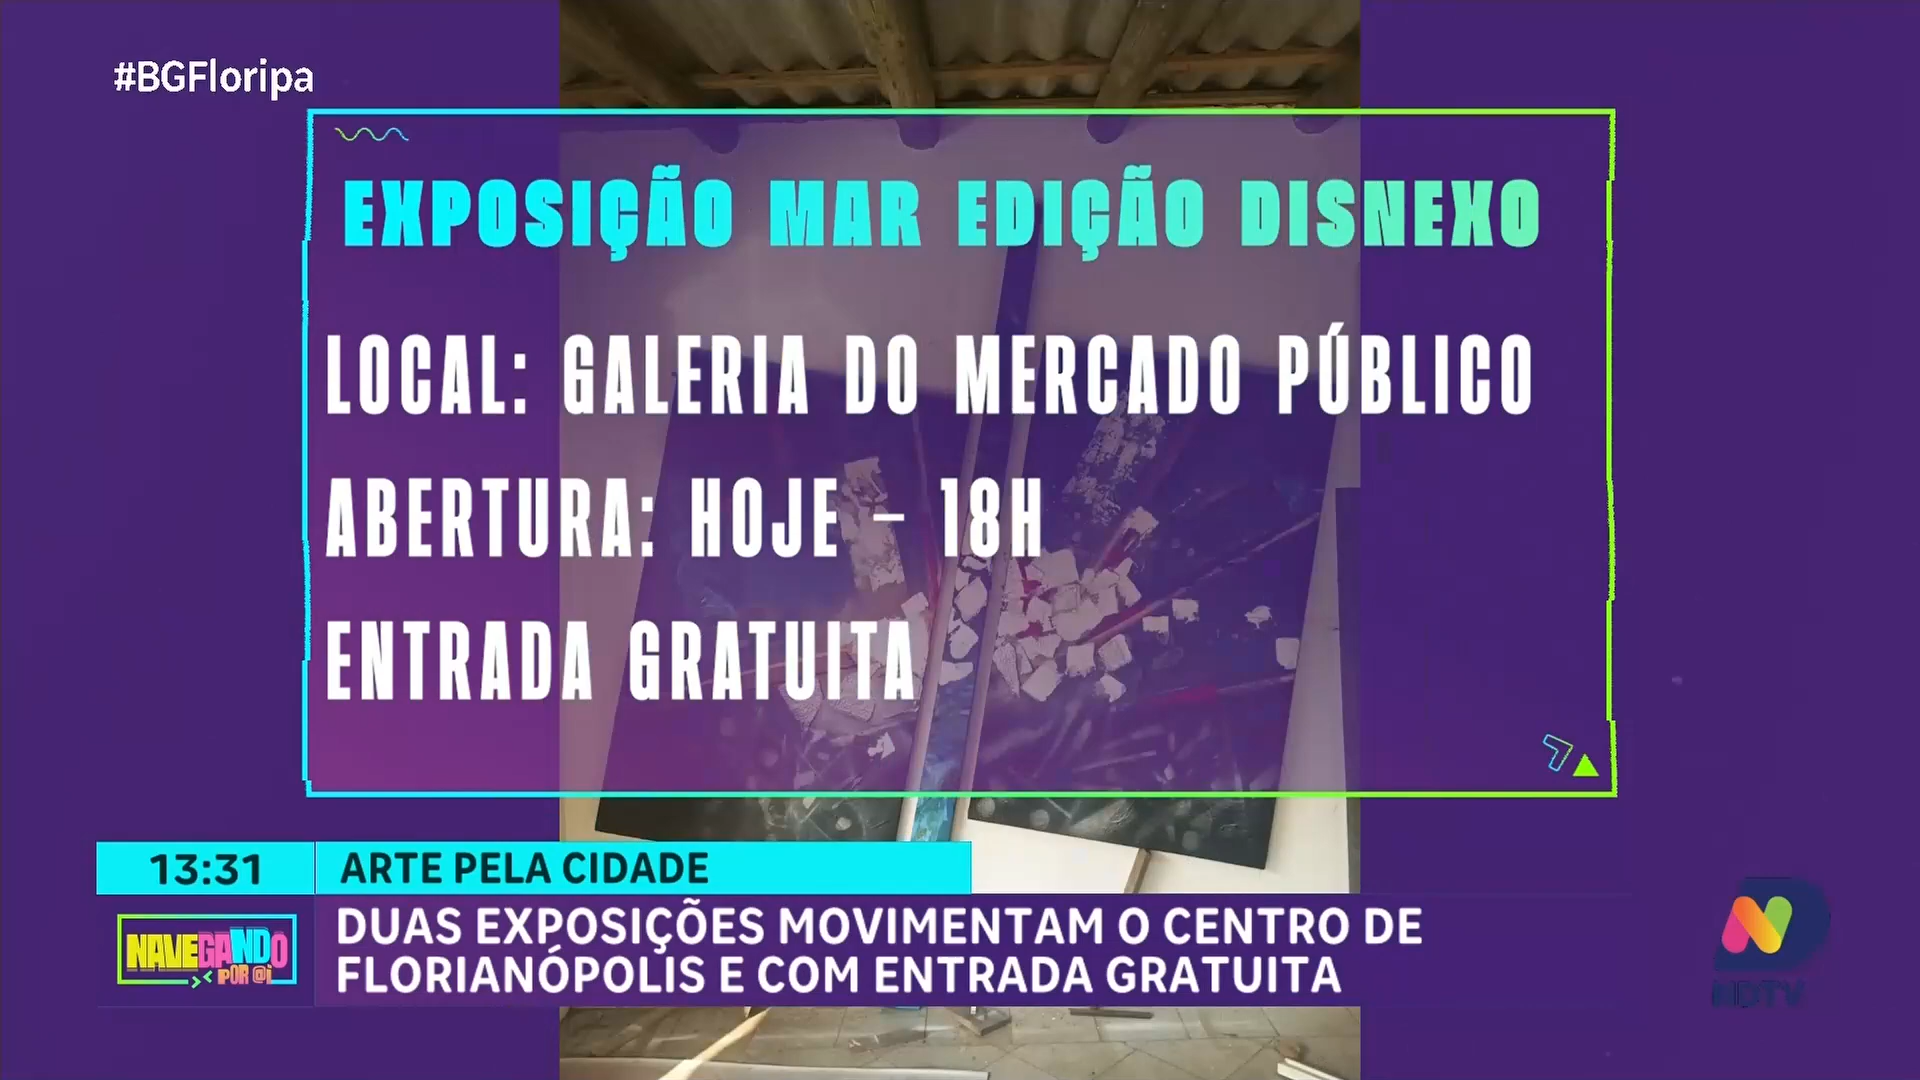 #BGFloripa
EXPOSIÇÃO MAR EDIÇÃO DISNEXO
LOCAL: GALERIA DO MERCADO PÚBLICO
ABERTURA: HOJE - 18H
ENTRADA GRATUITA
13:31 ARTE PELA CIDADE
NAVEGANDO
POR @Í
DUAS EXPOSIÇÕES MOVIMENTAM O CENTRO DE
FLORIANÓPOLIS E COM ENTRADA GRATUITA
NDTV